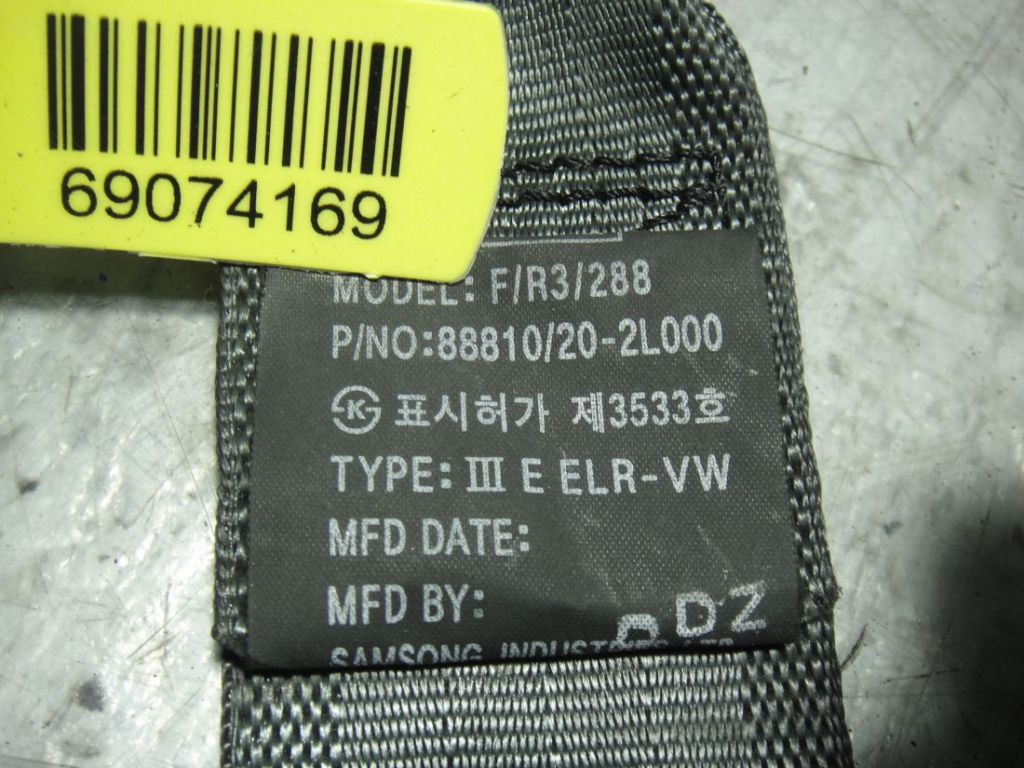 69074169
MODEL: F/R3/288
P/NO:88810/20-2L000
K 표시허가 제3533호
TYPE: III E ELR-VW
MFD DATE:
MFD BY:
DZ
SAMSONG